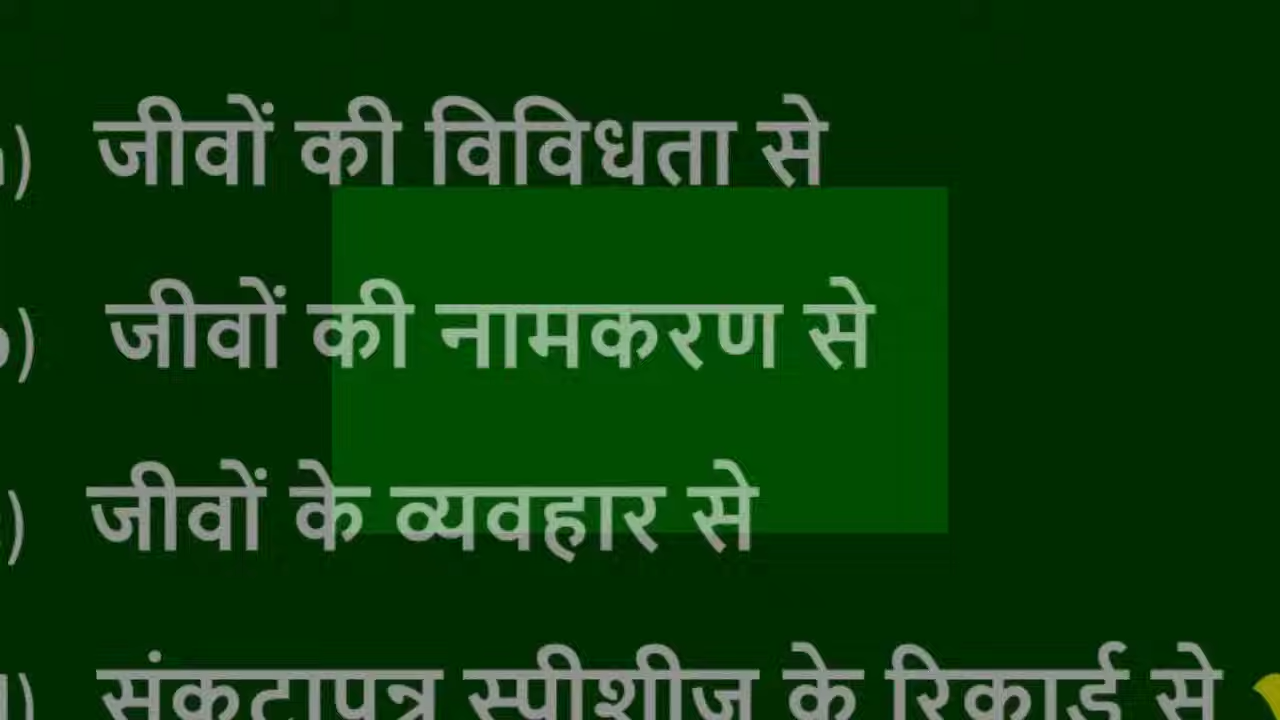 ) जीवों की विविधता से
) जीवों की नामकरण से
) जीवों के व्यवहार से
) संकटापन्न स्पीशीज के रिकार्ड से